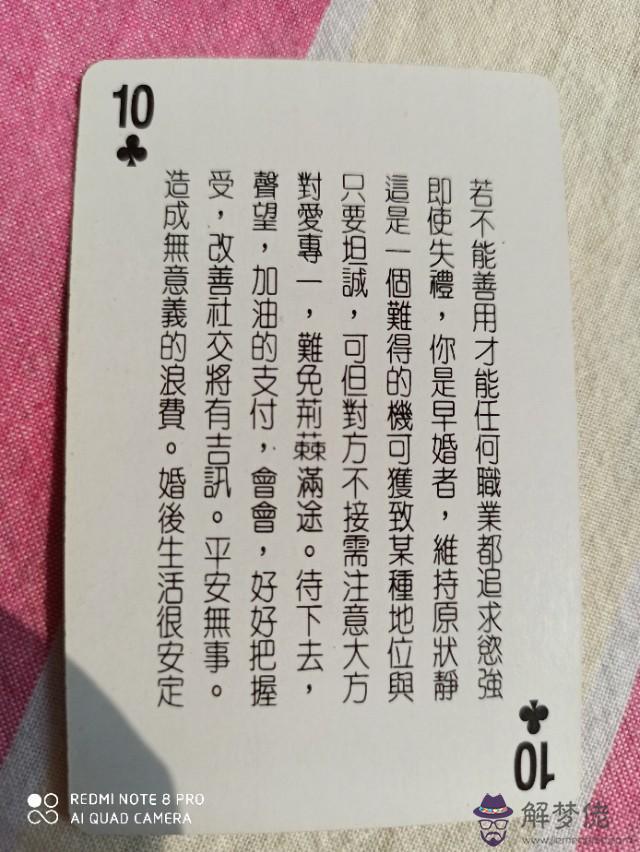 10
若不能善用才能任何職業都追求慾強
即使失禮，你是早婚者，維持原狀靜
這是一個難得的機可獲致某種地位與
只要坦誠，可但對方不接需注意大方
對愛專一，難免荊蕀滿途。待下去，
聲望，加油的支付，會會，好好把握
受，改善社交將有吉訊。平安無事。
造成無意義的浪費。婚後生活很安定
10
REDMI NOTE 8 PRO
AI QUAD CAMERA
解梦佬